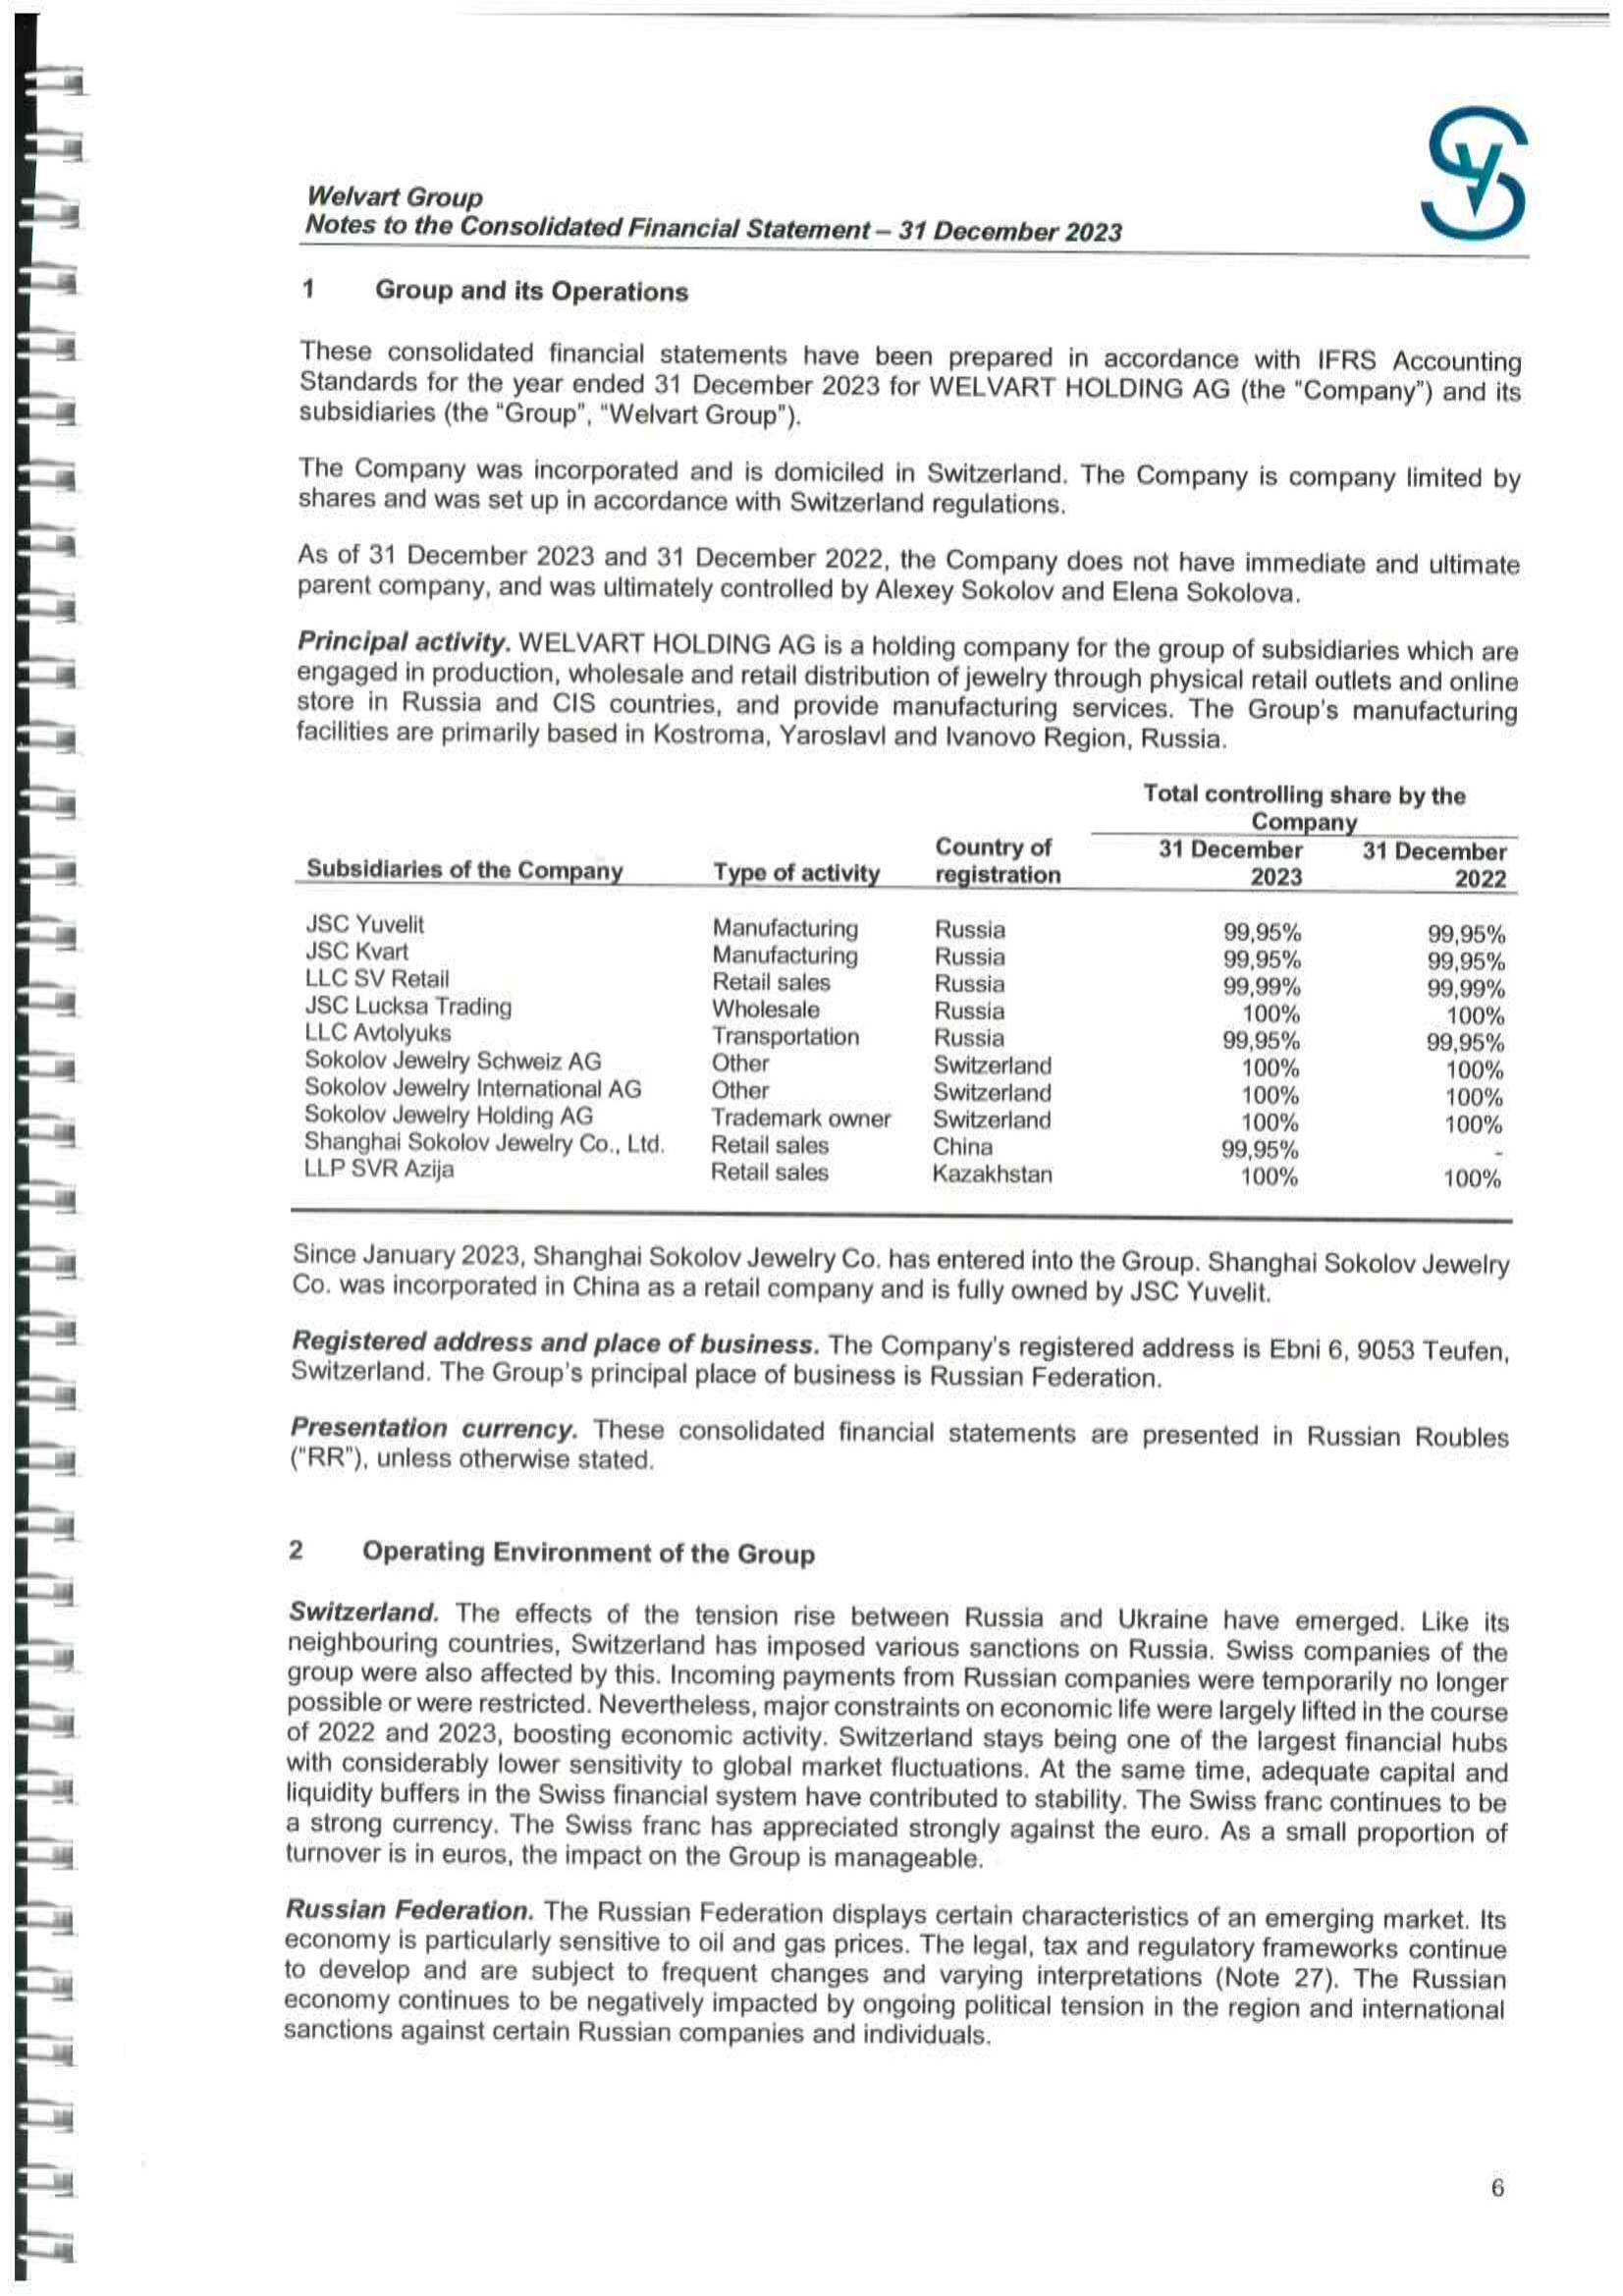 Welvart Group
Notes to the Consolidated Financial Statement – 31 December 2023
1 Group and its Operations
These consolidated financial statements have been prepared in accordance with IFRS Accounting
Standards for the year ended 31 December 2023 for WELVART HOLDING AG (the "Company") and its
subsidiaries (the "Group", "Welvart Group").
The Company was incorporated and is domiciled in Switzerland. The Company is company limited by
shares and was set up in accordance with Switzerland regulations.
As of 31 December 2023 and 31 December 2022, the Company does not have immediate and ultimate
parent company, and was ultimately controlled by Alexey Sokolov and Elena Sokolova.
Principal activity. WELVART HOLDING AG is a holding company for the group of subsidiaries which are
engaged in production, wholesale and retail distribution of jewelry through physical retail outlets and online
store in Russia and CIS countries, and provide manufacturing services. The Group's manufacturing
facilities are primarily based in Kostroma, Yaroslavl and Ivanovo Region, Russia.
Total controlling share by the
Company
Subsidiaries of the Company Type of activity Country of registration 31 December 2023 31 December 2022
JSC Yuvelit Manufacturing Russia 99,95% 99,95%
JSC Kvart Manufacturing Russia 99,95% 99,95%
LLC SV Retail Retail sales Russia 99,99% 99,99%
JSC Lucksa Trading Wholesale Russia 100% 100%
LLC Avtolyuks Transportation Russia 99,95% 99,95%
Sokolov Jewelry Schweiz AG Other Switzerland 100% 100%
Sokolov Jewelry International AG Other Switzerland 100% 100%
Sokolov Jewelry Holding AG Trademark owner Switzerland 100% 100%
Shanghai Sokolov Jewelry Co., Ltd. Retail sales China 99,95% -
LLP SVR Azija Retail sales Kazakhstan 100% 100%
Since January 2023, Shanghai Sokolov Jewelry Co. has entered into the Group. Shanghai Sokolov Jewelry
Co. was incorporated in China as a retail company and is fully owned by JSC Yuvelit.
Registered address and place of business. The Company's registered address is Ebni 6, 9053 Teufen,
Switzerland. The Group's principal place of business is Russian Federation.
Presentation currency. These consolidated financial statements are presented in Russian Roubles
("RR"), unless otherwise stated.
2 Operating Environment of the Group
Switzerland. The effects of the tension rise between Russia and Ukraine have emerged. Like its
neighbouring countries, Switzerland has imposed various sanctions on Russia. Swiss companies of the
group were also affected by this. Incoming payments from Russian companies were temporarily no longer
possible or were restricted. Nevertheless, major constraints on economic life were largely lifted in the course
of 2022 and 2023, boosting economic activity. Switzerland stays being one of the largest financial hubs
with considerably lower sensitivity to global market fluctuations. At the same time, adequate capital and
liquidity buffers in the Swiss financial system have contributed to stability. The Swiss franc continues to be
a strong currency. The Swiss franc has appreciated strongly against the euro. As a small proportion of
turnover is in euros, the impact on the Group is manageable.
Russian Federation. The Russian Federation displays certain characteristics of an emerging market. Its
economy is particularly sensitive to oil and gas prices. The legal, tax and regulatory frameworks continue
to develop and are subject to frequent changes and varying interpretations (Note 27). The Russian
economy continues to be negatively impacted by ongoing political tension in the region and international
sanctions against certain Russian companies and individuals.
6